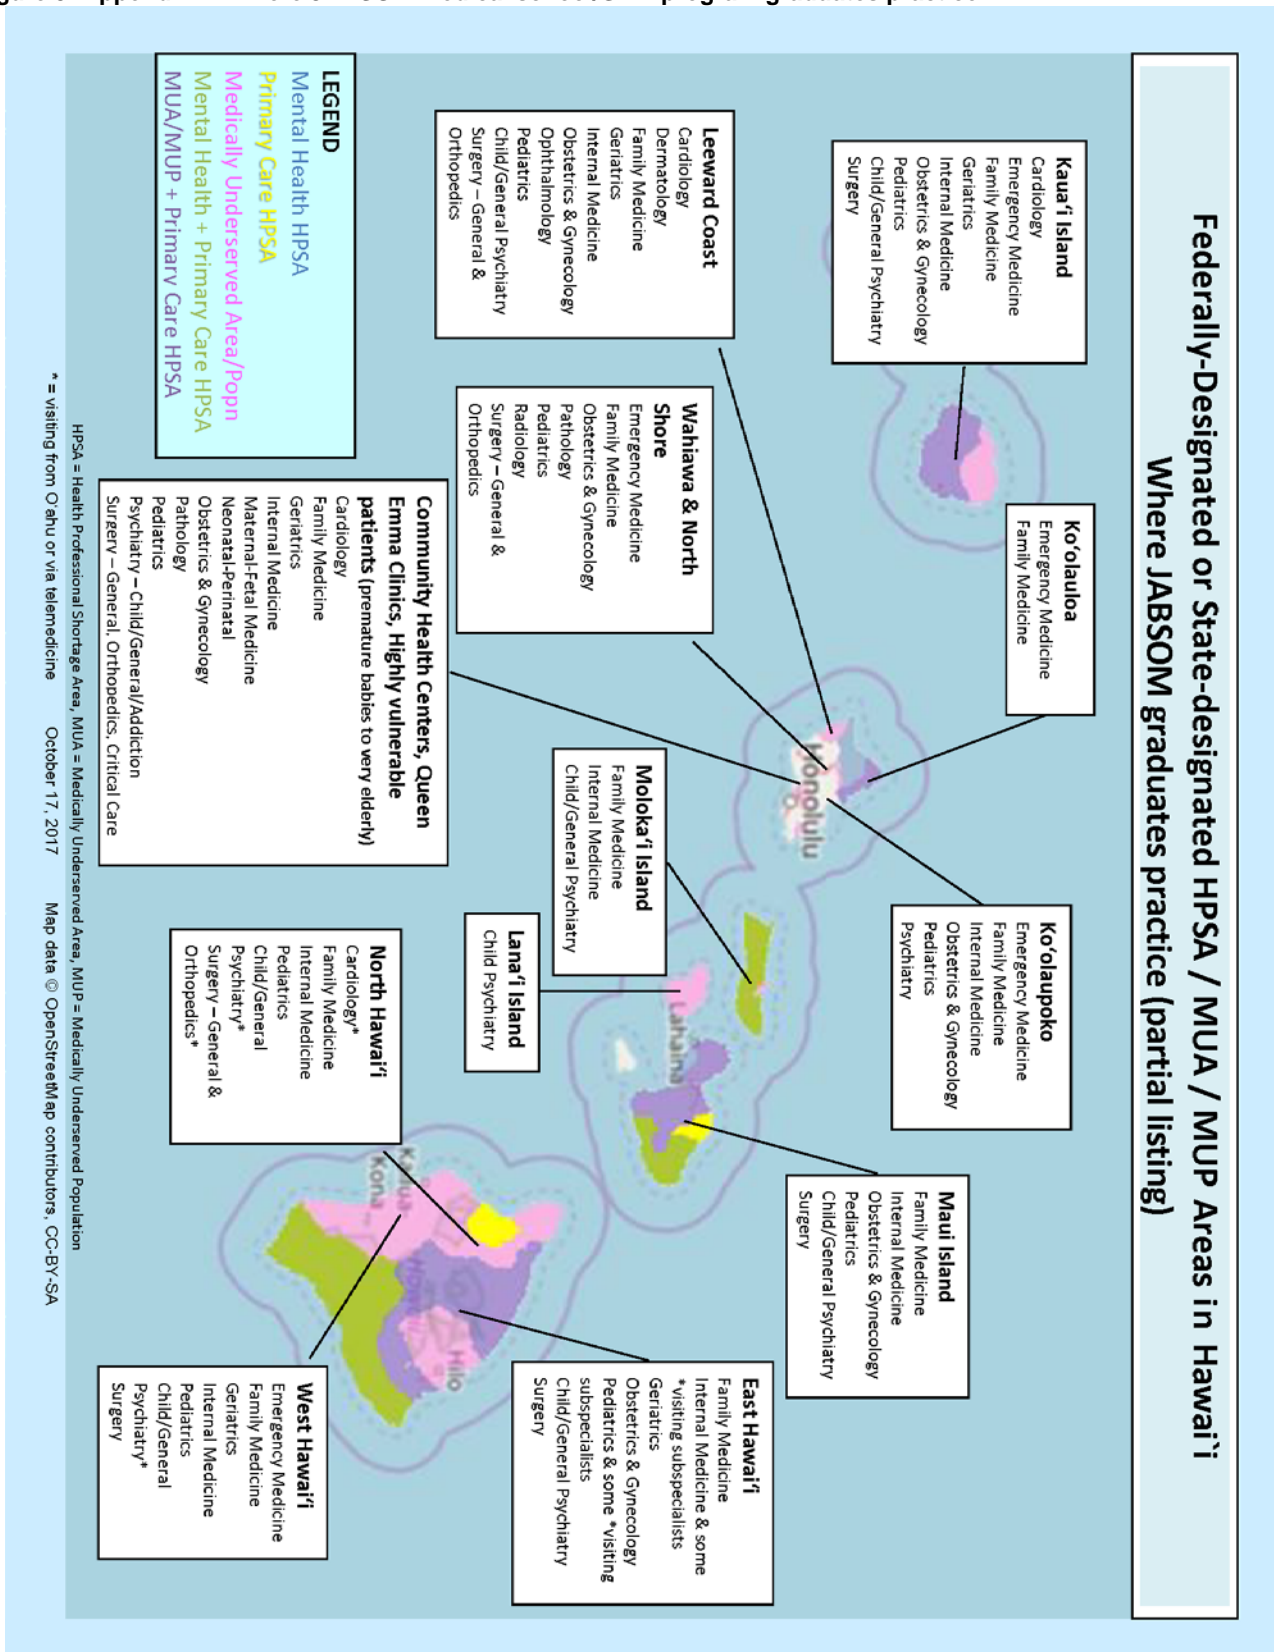 Federally-Designated or State-designated HPSA / MUA / MUP Areas in Hawai`i
Where JABSOM graduates practice (partial listing)
Kaua‘i Island
Cardiology
Emergency Medicine
Family Medicine
Geriatrics
Internal Medicine
Obstetrics & Gynecology
Pediatrics
Child/General Psychiatry
Surgery
Ko‘olauloa
Emergency Medicine
Family Medicine
Ko‘olaupoko
Emergency Medicine
Family Medicine
Internal Medicine
Obstetrics & Gynecology
Pediatrics
Psychiatry
Maui Island
Family Medicine
Internal Medicine
Obstetrics & Gynecology
Pediatrics
Child/General Psychiatry
Surgery
Leeward Coast
Cardiology
Dermatology
Family Medicine
Geriatrics
Internal Medicine
Obstetrics & Gynecology
Ophthalmology
Pediatrics
Child/General Psychiatry
Surgery – General &
Orthopedics
Wahiawa & North
Shore
Emergency Medicine
Family Medicine
Obstetrics & Gynecology
Pathology
Pediatrics
Radiology
Surgery – General &
Orthopedics
Honolulu
Moloka‘i Island
Family Medicine
Internal Medicine
Child/General Psychiatry
Lana‘i Island
Child Psychiatry
Lahaina
East Hawai‘i
Family Medicine
Internal Medicine & some
*visiting subspecialists
Geriatrics
Obstetrics & Gynecology
Pediatrics & some *visiting
subspecialists
Child/General Psychiatry
Surgery
Hilo
Kona
LEGEND
Mental Health HPSA
Primary Care HPSA
Medically Underserved Area/Popn
Mental Health + Primary Care HPSA
MUA/MUP + Primary Care HPSA
Community Health Centers, Queen
Emma Clinics, Highly vulnerable
patients (premature babies to very elderly)
Cardiology
Family Medicine
Geriatrics
Internal Medicine
Maternal-Fetal Medicine
Neonatal-Perinatal
Obstetrics & Gynecology
Pathology
Pediatrics
Psychiatry – Child/General/Addiction
Surgery – General, Orthopedics, Critical Care
North Hawai‘i
Cardiology*
Family Medicine
Internal Medicine
Pediatrics
Child/General
Psychiatry*
Surgery – General &
Orthopedics*
West Hawai‘i
Emergency Medicine
Family Medicine
Geriatrics
Internal Medicine
Pediatrics
Child/General
Psychiatry*
Surgery
HPSA = Health Professional Shortage Area, MUA = Medically Underserved Area, MUP = Medically Underserved Population
* = visiting from O‘ahu or via telemedicine October 17, 2017 Map data © OpenStreetMap contributors, CC-BY-SA